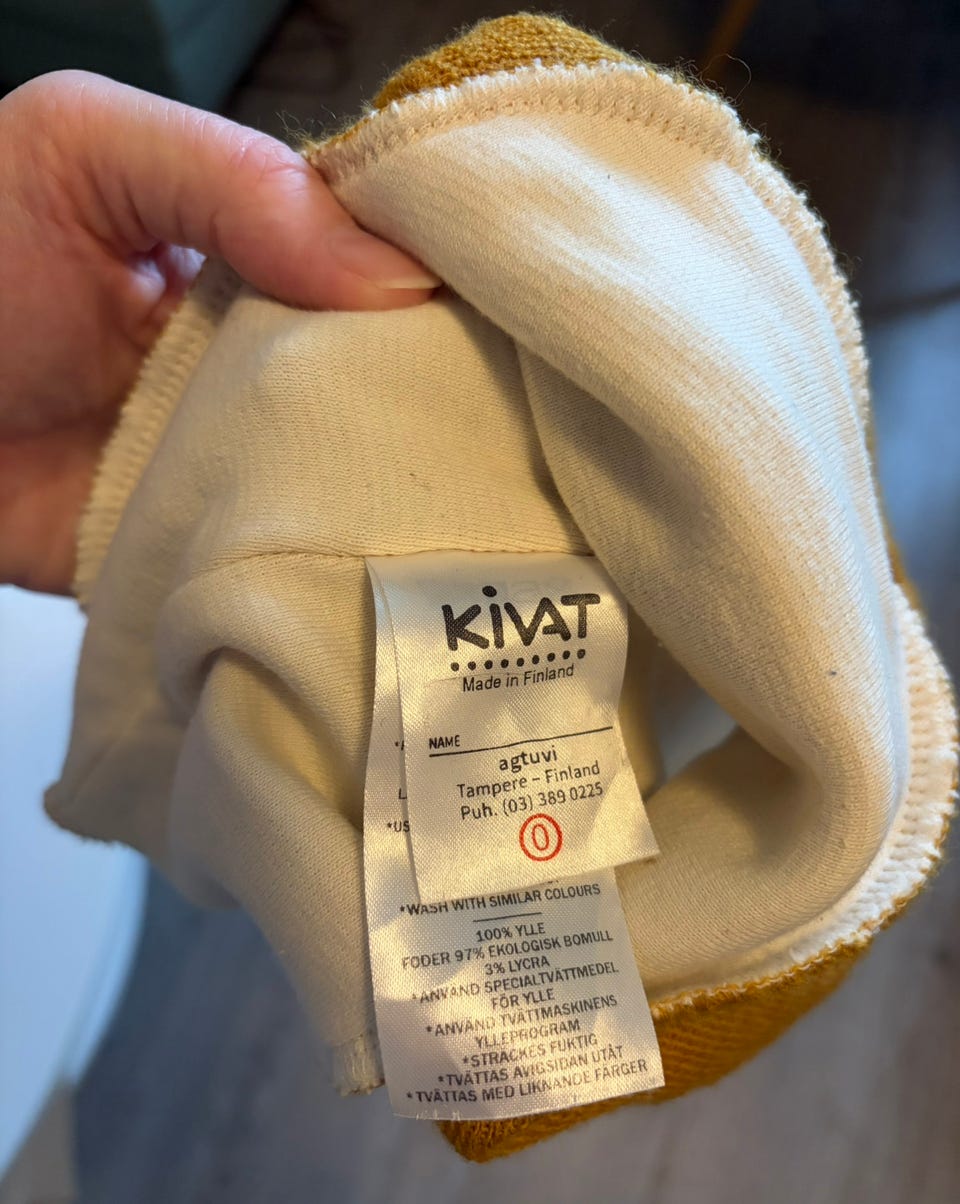 KiVAT
Made in Finland
NAME
agtuvi
Tampere – Finland
Puh. (03) 389 0225
0
*US
*WASH WITH SIMILAR COLOURS
100% YLLE
FODER 97% EKOLOGISK BOMULL
3% LYCRA
*ANVÄND SPECIALTVÄTTMEDEL
FÖR YLLE
*ANVÄND TVÄTTMASKINENS
YLLEPROGRAM
*STRÄCKES FUKTIG
*TVÄTTAS AVIGSIDAN UTÅT
*TVÄTTAS MED LIKNANDE FÄRGER